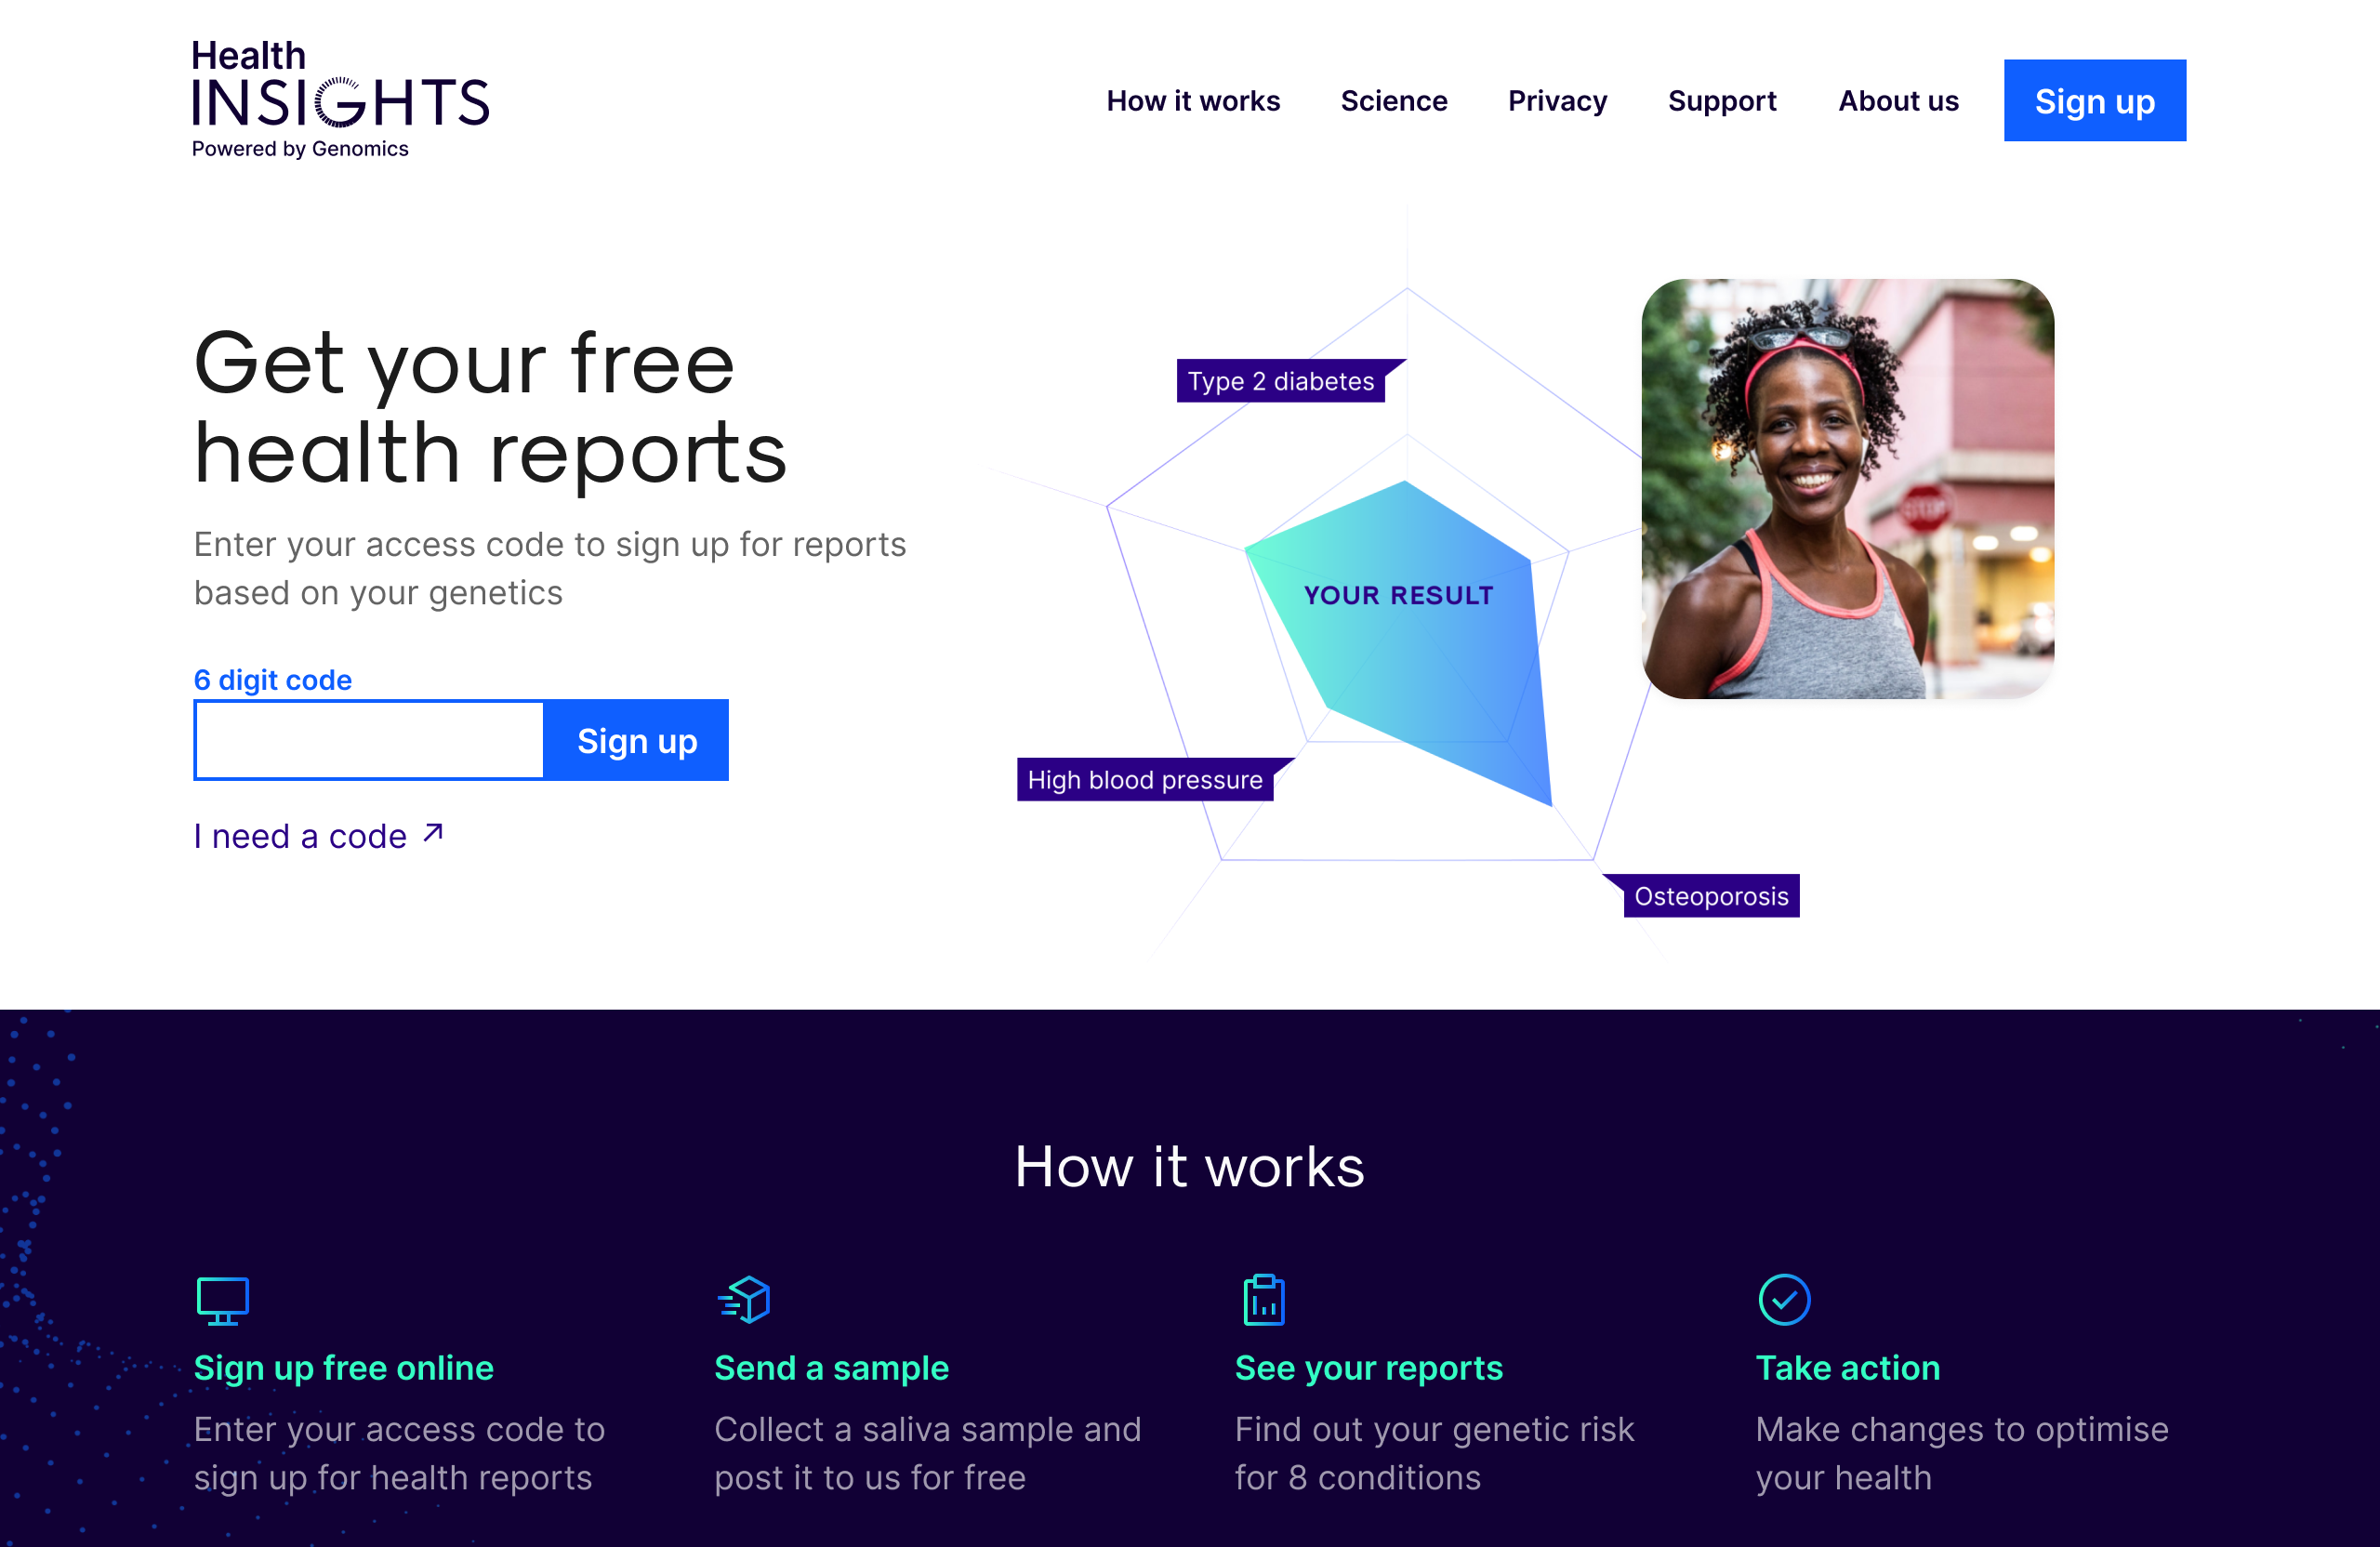 Health
INSIGHTS
Powered by Genomics
How it works
Science
Privacy
Support
About us
Sign up
Get your free
health reports
Enter your access code to sign up for reports
based on your genetics
6 digit code
Sign up
I need a code ↗
Type 2 diabetes
YOUR RESULT
High blood pressure
Osteoporosis
STOP
How it works
Sign up free online
Enter your access code to
sign up for health reports
Send a sample
Collect a saliva sample and
post it to us for free
See your reports
Find out your genetic risk
for 8 conditions
Take action
Make changes to optimise
your health